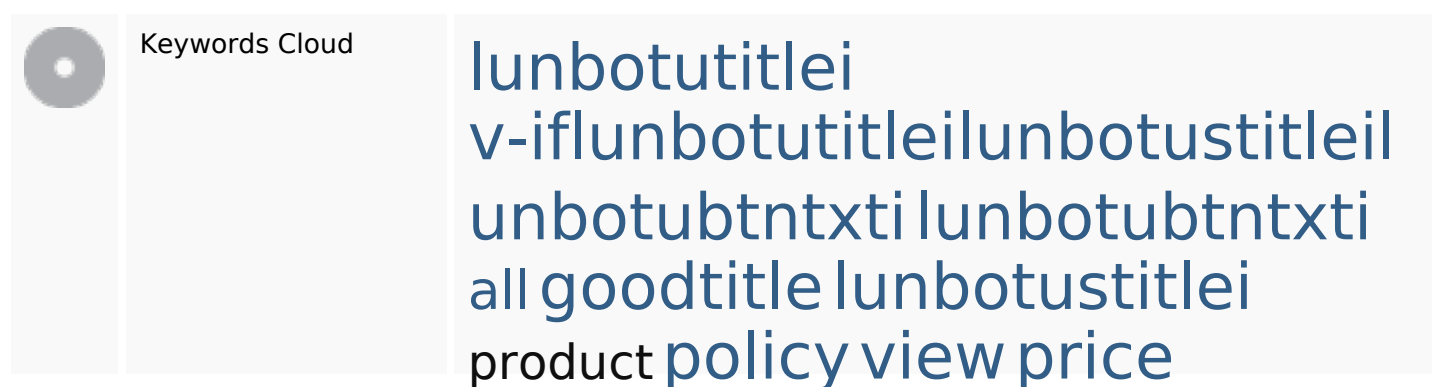 Keywords Cloud
lunbotutitlei
v-iflunbotutitleilunbotustitleil
unbotubtntxti lunbotubtntxti
all goodtitle lunbotustitlei
product policy view price